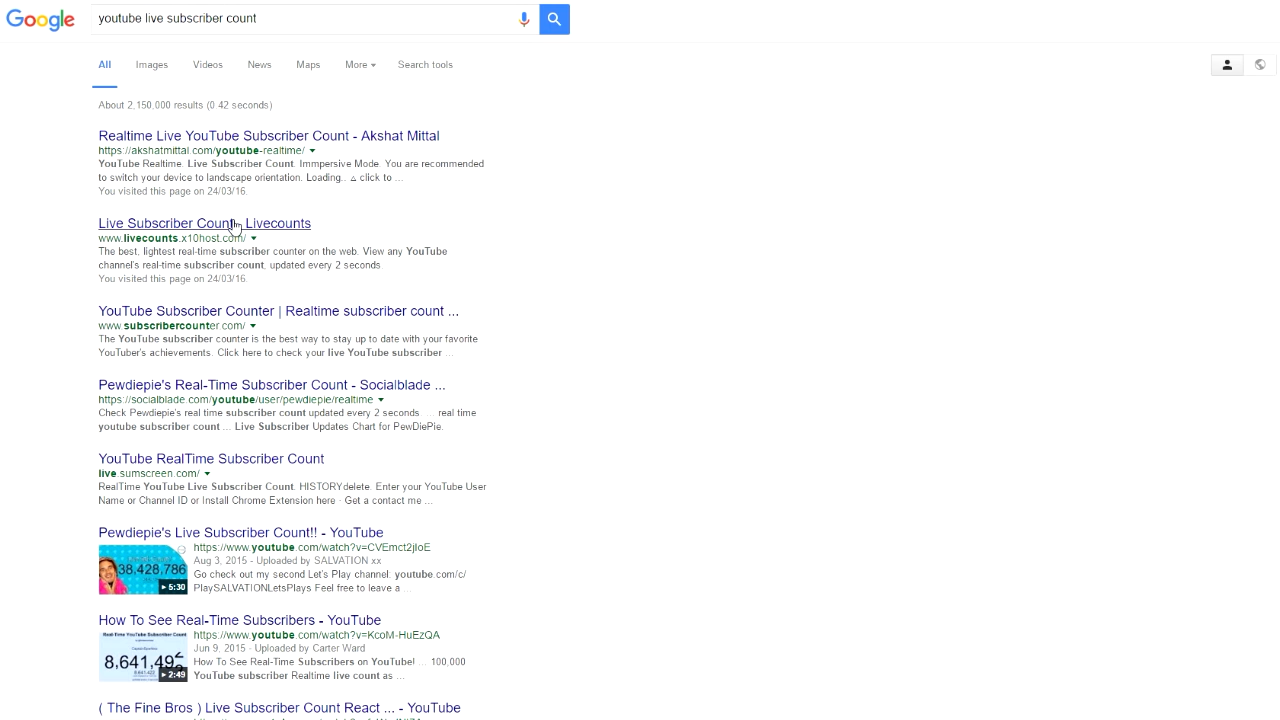 Google
youtube live subscriber count
All Images Videos News Maps More Search tools
About 2,150,000 results (0.42 seconds)
Realtime Live YouTube Subscriber Count - Akshat Mittal
https://akshatmittal.com/youtube-realtime/
YouTube Realtime. Live Subscriber Count. Immpersive Mode. You are recommended
to switch your device to landscape orientation. Loading.. △ click to ...
You visited this page on 24/03/16.
Live Subscriber Count Livecounts
www.livecounts.x10host.com/
The best, lightest real-time subscriber counter on the web. View any YouTube
channel's real-time subscriber count, updated every 2 seconds.
You visited this page on 24/03/16.
YouTube Subscriber Counter | Realtime subscriber count ...
www.subscribercounter.com/
The YouTube subscriber counter is the best way to stay up to date with your favorite
YouTuber's achievements. Click here to check your live YouTube subscriber ...
Pewdiepie's Real-Time Subscriber Count - Socialblade ...
https://socialblade.com/youtube/user/pewdiepie/realtime
Check Pewdiepie's real time subscriber count updated every 2 seconds. ... real time
youtube subscriber count ... Live Subscriber Updates Chart for PewDiePie.
YouTube RealTime Subscriber Count
live.sumscreen.com/
RealTime YouTube Live Subscriber Count. HISTORYdelete. Enter your YouTube User
Name or Channel ID or Install Chrome Extension here · Get a contact me ...
Pewdiepie's Live Subscriber Count!! - YouTube
https://www.youtube.com/watch?v=CVEmct2jIoE
Aug 3, 2015 - Uploaded by SALVATION xx
38,428,786
Go check out my second Let's Play channel: youtube.com/c/
5:30
PlaySALVATIONLetsPlays Feel free to leave a ...
How To See Real-Time Subscribers - YouTube
https://www.youtube.com/watch?v=KcoM-HuEzQA
Real-Time YouTube Subscriber Count
Jun 9, 2015 - Uploaded by Carter Ward
8,641,49
How To See Real-Time Subscribers on YouTube! ... 100,000
2:49
YouTube subscriber Realtime live count as ...
( The Fine Bros ) Live Subscriber Count React ... - YouTube